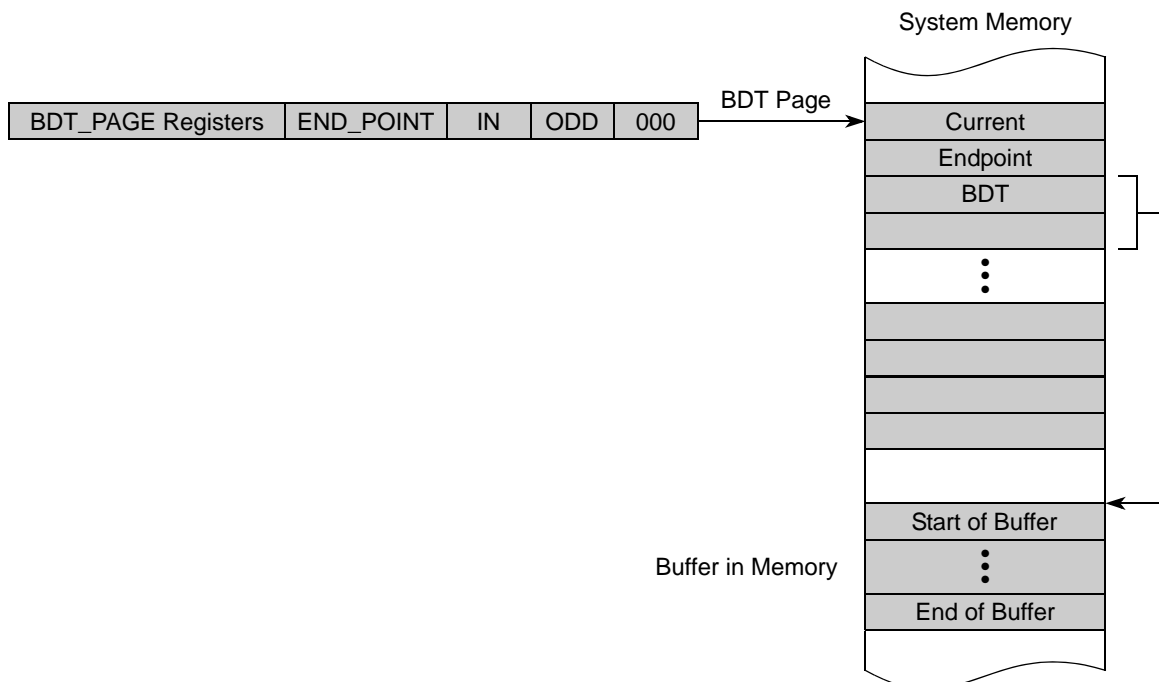 System Memory
BDT_PAGE Registers END_POINT IN ODD 000
BDT Page
Current
Endpoint
BDT
Start of Buffer
Buffer in Memory
End of Buffer